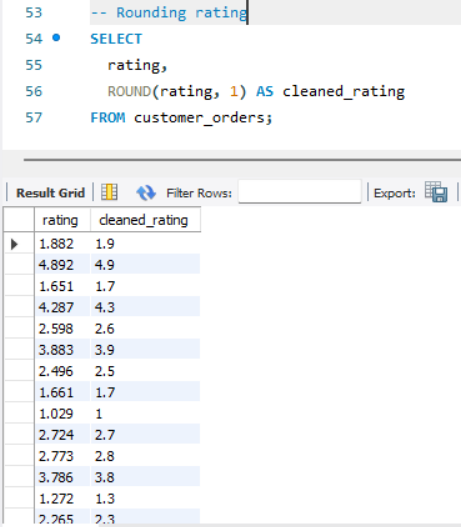 53 -- Rounding rating
54 SELECT
55 rating,
56 ROUND(rating, 1) AS cleaned_rating
57 FROM customer_orders;
Result Grid Filter Rows: Export:
rating cleaned_rating
1.882 1.9
4.892 4.9
1.651 1.7
4.287 4.3
2.598 2.6
3.883 3.9
2.496 2.5
1.661 1.7
1.029 1
2.724 2.7
2.773 2.8
3.786 3.8
1.272 1.3
2.265 2.3